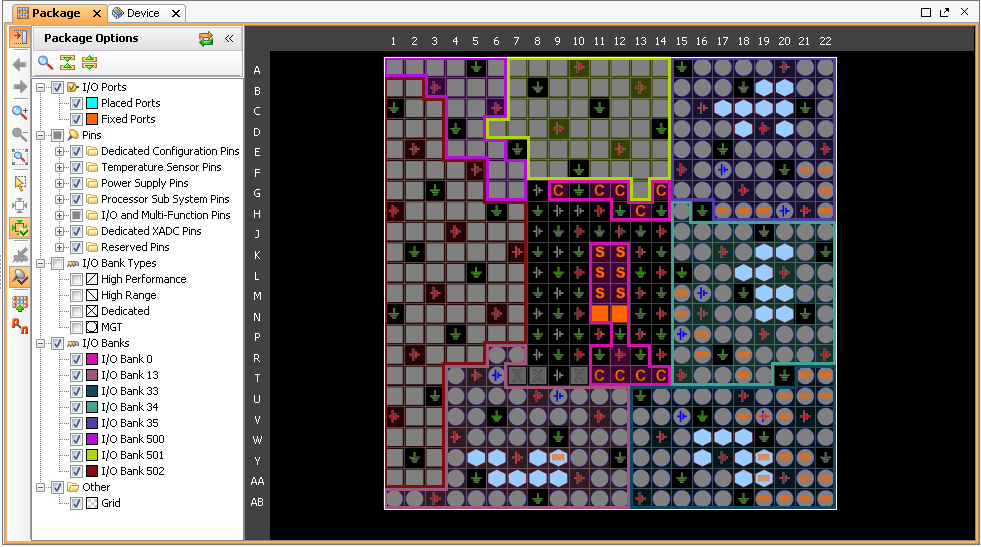 Package
Device
Package Options
I/O Ports
Placed Ports
Fixed Ports
Pins
Dedicated Configuration Pins
Temperature Sensor Pins
Power Supply Pins
Processor Sub System Pins
I/O and Multi-Function Pins
Dedicated XADC Pins
Reserved Pins
I/O Bank Types
High Performance
High Range
Dedicated
MGT
I/O Banks
I/O Bank 0
I/O Bank 13
I/O Bank 33
I/O Bank 34
I/O Bank 35
I/O Bank 500
I/O Bank 501
I/O Bank 502
Other
Grid
1 2 3 4 5 6 7 8 9 10 11 12 13 14 15 16 17 18 19 20 21 22
A
B
C
D
E
F
G C C C C
H C
J
K S S
L S S
M S S
N
P
R
T C C C C
U
V
W
Y
AA
AB